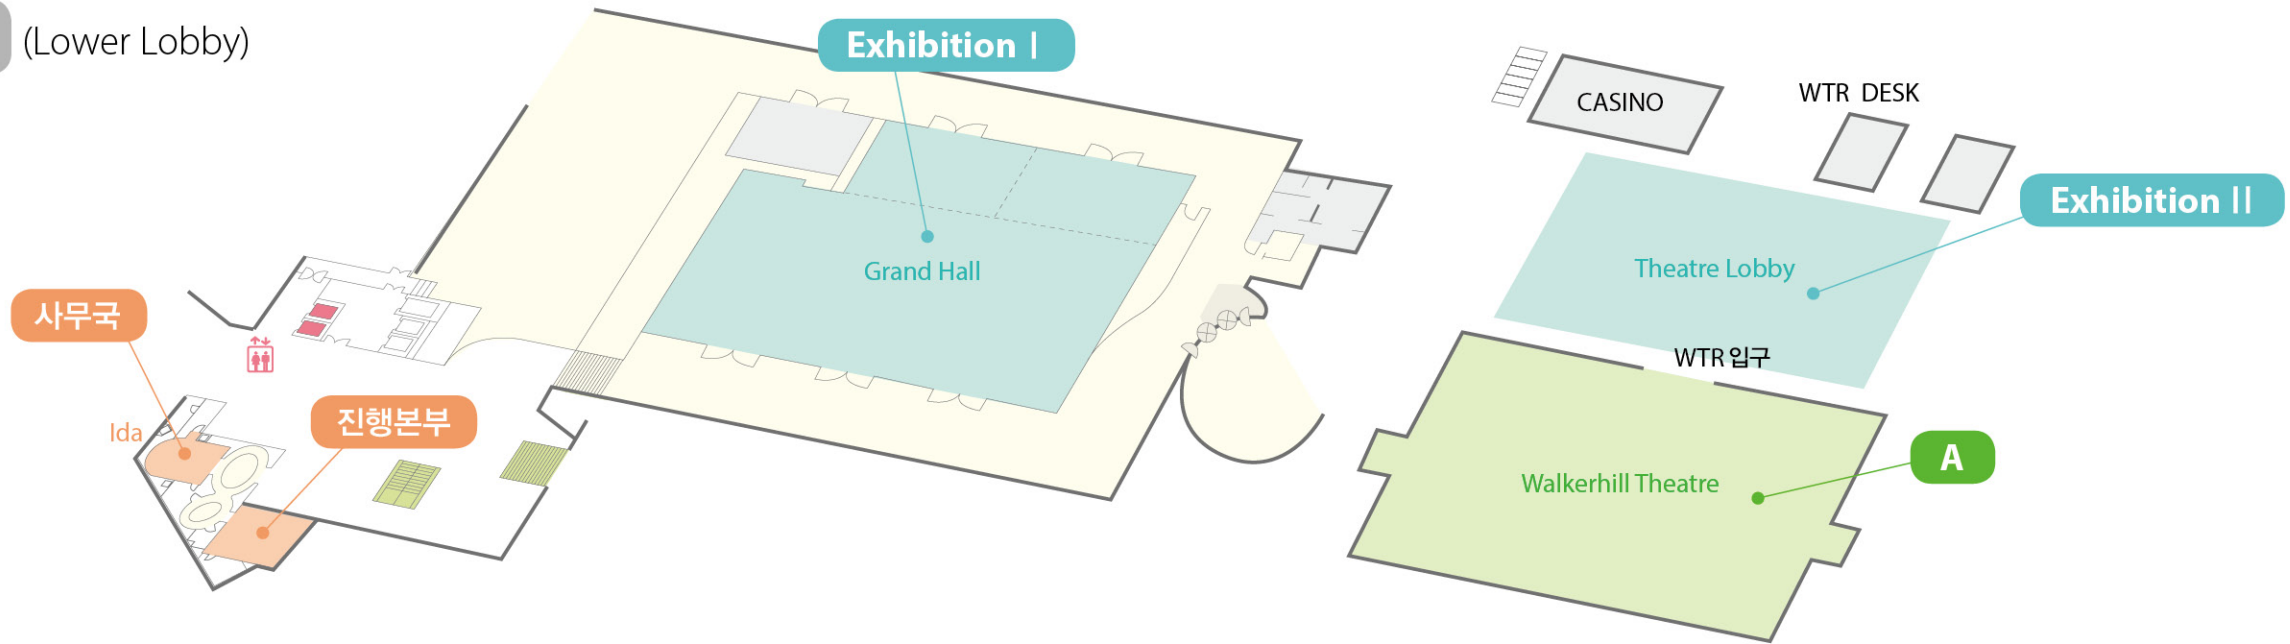 (Lower Lobby)
Exhibition Ⅰ
CASINO
WTR DESK
Exhibition Ⅱ
Grand Hall
Theatre Lobby
사무국
WTR 입구
Ida
진행본부
A
Walkerhill Theatre